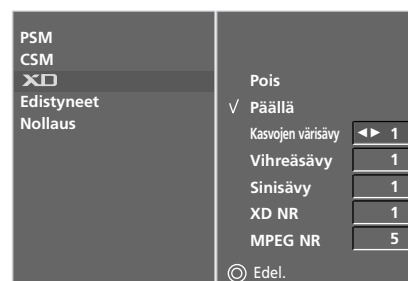 PSM
CSM
XD
Edistyneet
Nollaus
Pois
√ Päällä
Kasvojen värisävy ◀▶ 1
Vihreäsävy 1
Sinisävy 1
XD NR 1
MPEG NR 5
◎ Edel.